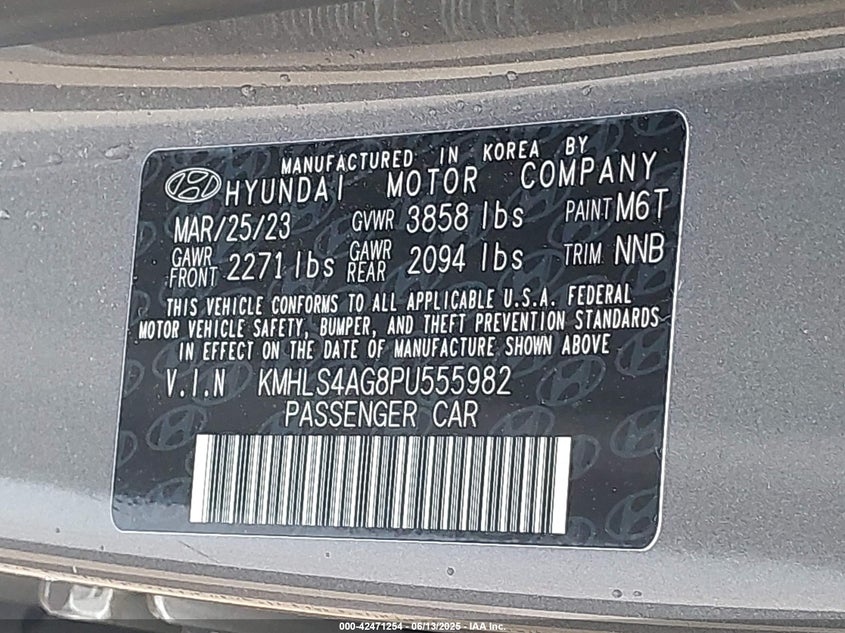 MANUFACTURED IN KOREA BY
HYUNDAI MOTOR COMPANY
MAR/25/23 GVWR 3858 lbs PAINT M6T
GAWR FRONT 2271 lbs GAWR REAR 2094 lbs TRIM NNB
THIS VEHICLE CONFORMS TO ALL APPLICABLE U.S.A. FEDERAL
MOTOR VEHICLE SAFETY, BUMPER, AND THEFT PREVENTION STANDARDS
IN EFFECT ON THE DATE OF MANUFACTURE SHOWN ABOVE
V.I.N KMHLS4AG8PU555982
PASSENGER CAR
000-42471254 - 06/13/2025 - IAA Inc.